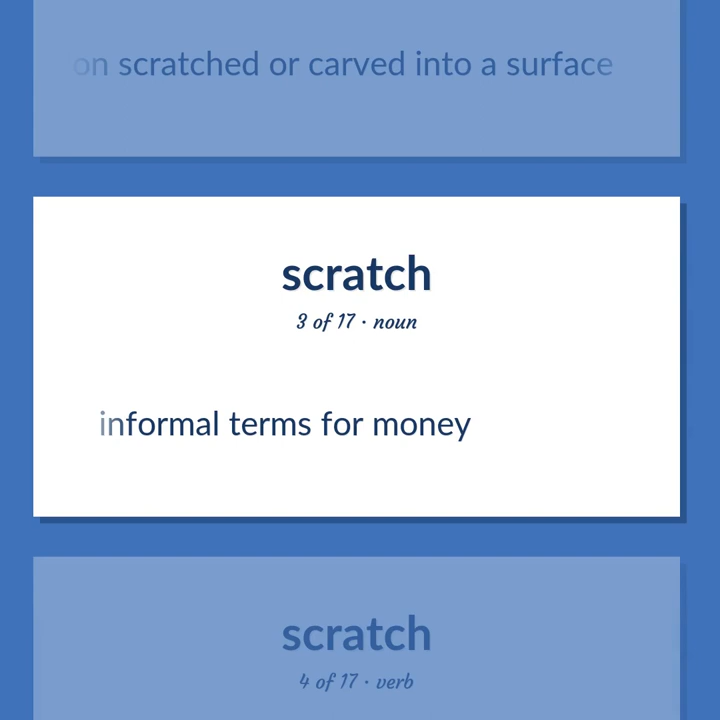 on scratched or carved into a surface
scratch
3 of 17 · noun
informal terms for money
scratch
4 of 17 · verb